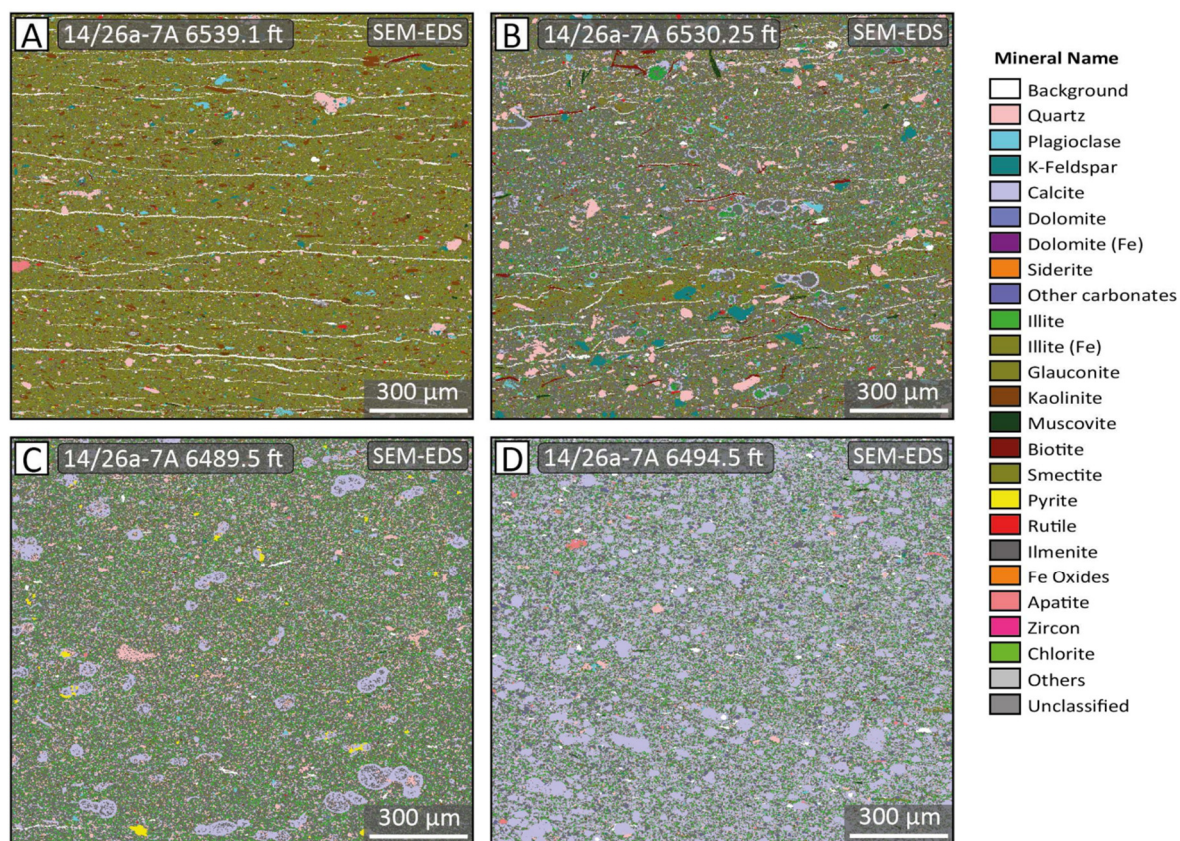 A 14/26a-7A 6539.1 ft SEM-EDS
300 µm
B 14/26a-7A 6530.25 ft SEM-EDS
300 µm
C 14/26a-7A 6489.5 ft SEM-EDS
300 µm
D 14/26a-7A 6494.5 ft SEM-EDS
300 µm
Mineral Name
Background
Quartz
Plagioclase
K-Feldspar
Calcite
Dolomite
Dolomite (Fe)
Siderite
Other carbonates
Illite
Illite (Fe)
Glauconite
Kaolinite
Muscovite
Biotite
Smectite
Pyrite
Rutile
Ilmenite
Fe Oxides
Apatite
Zircon
Chlorite
Others
Unclassified